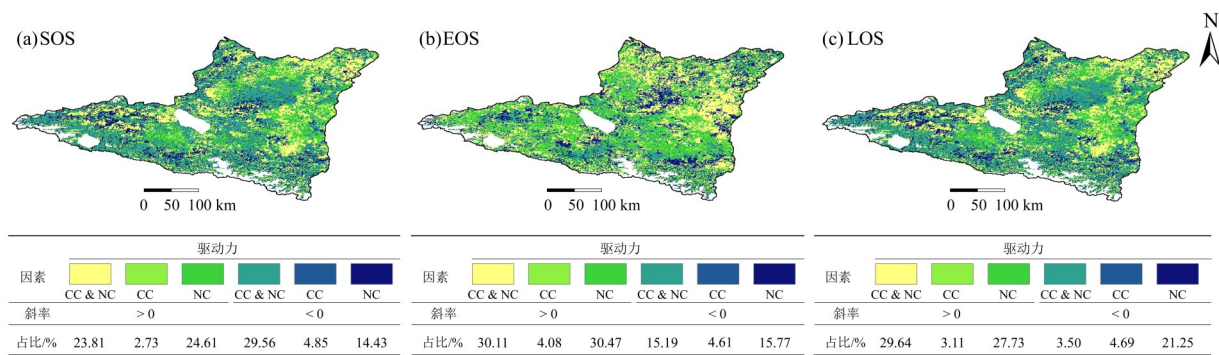 (a)SOS
(b)EOS
(c) LOS
N
0 50 100 km
0 50 100 km
0 50 100 km
驱动力
因素
CC & NC CC NC CC & NC CC NC
斜率 > 0 < 0
占比/% 23.81 2.73 24.61 29.56 4.85 14.43
驱动力
因素
CC & NC CC NC CC & NC CC NC
斜率 > 0 < 0
占比/% 30.11 4.08 30.47 15.19 4.61 15.77
驱动力
因素
CC & NC CC NC CC & NC CC NC
斜率 > 0 < 0
占比/% 29.64 3.11 27.73 3.50 4.69 21.25